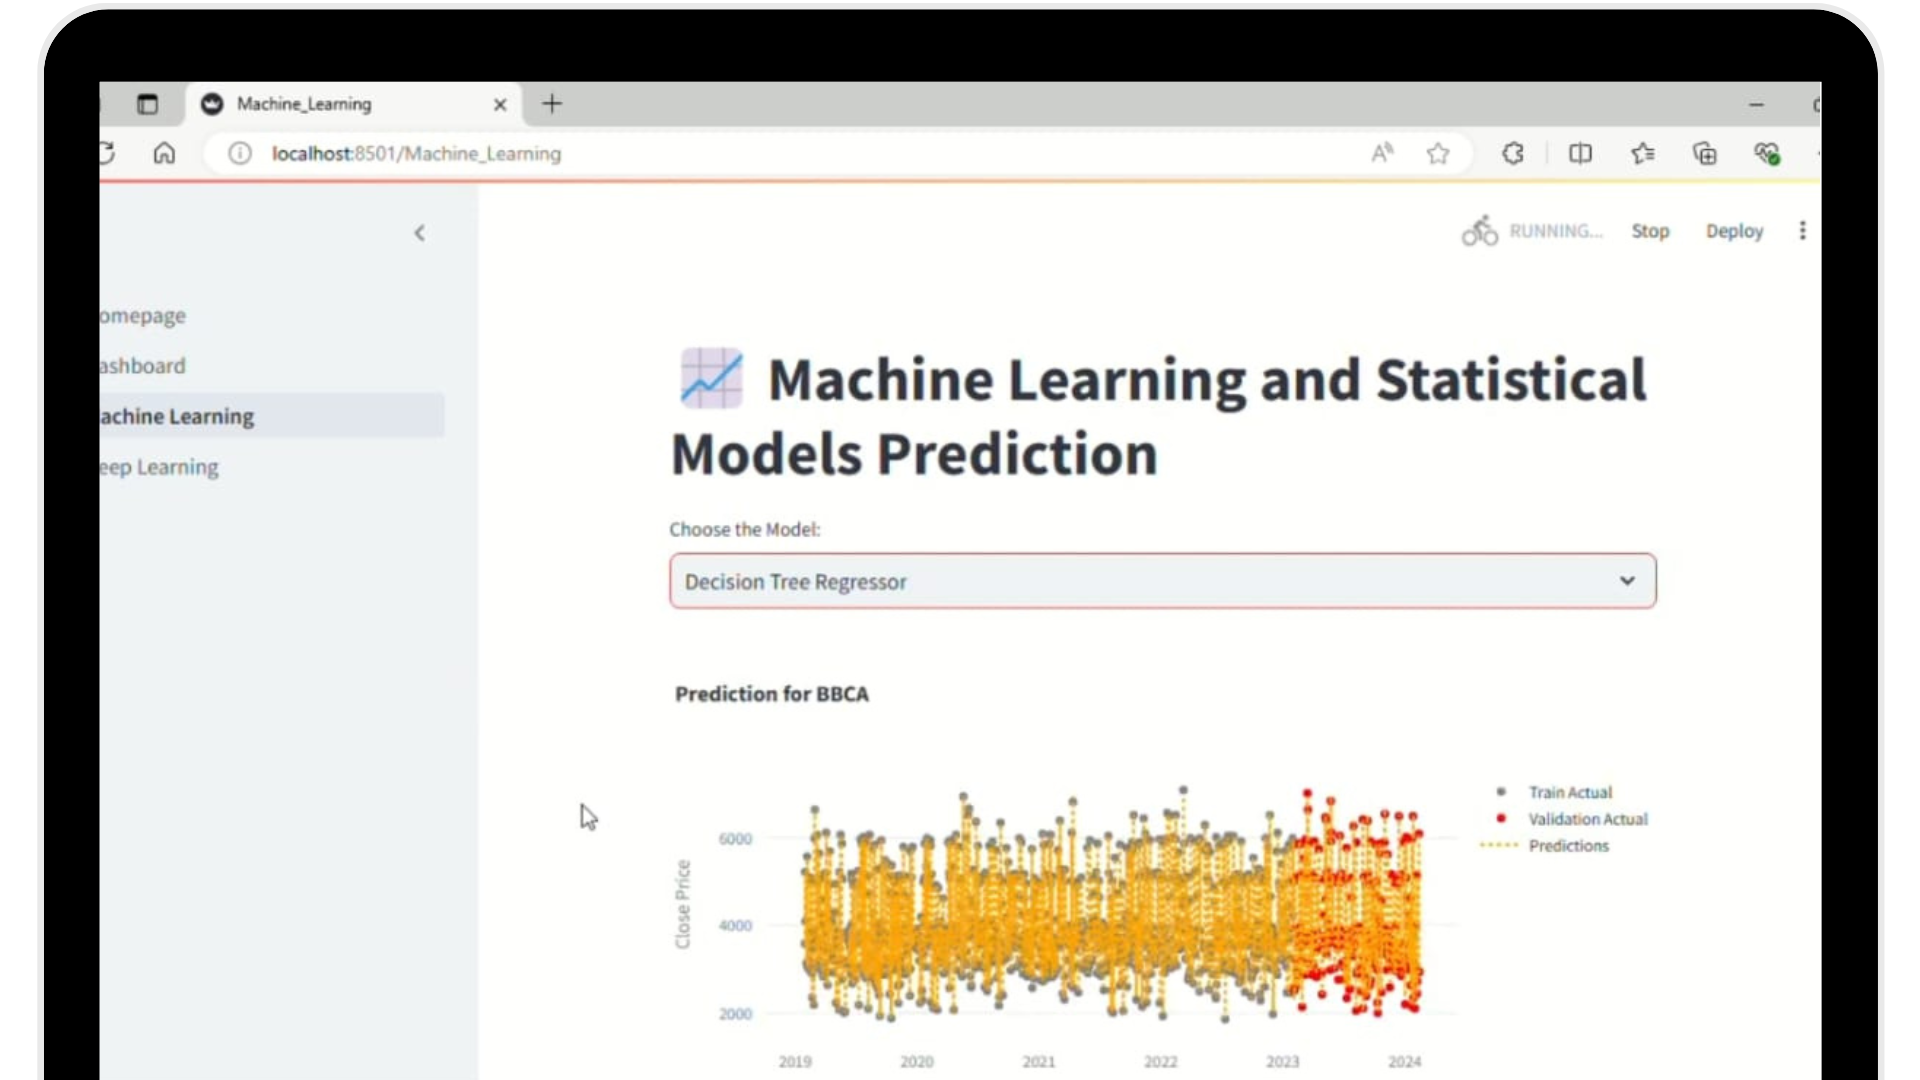 Machine_Learning
localhost:8501/Machine_Learning
RUNNING... Stop Deploy
omepage
ashboard
achine Learning
eep Learning
Machine Learning and Statistical
Models Prediction
Choose the Model:
Decision Tree Regressor
Prediction for BBCA
Train Actual
Validation Actual
Predictions
Close Price
6000
4000
2000
2019 2020 2021 2022 2023 2024